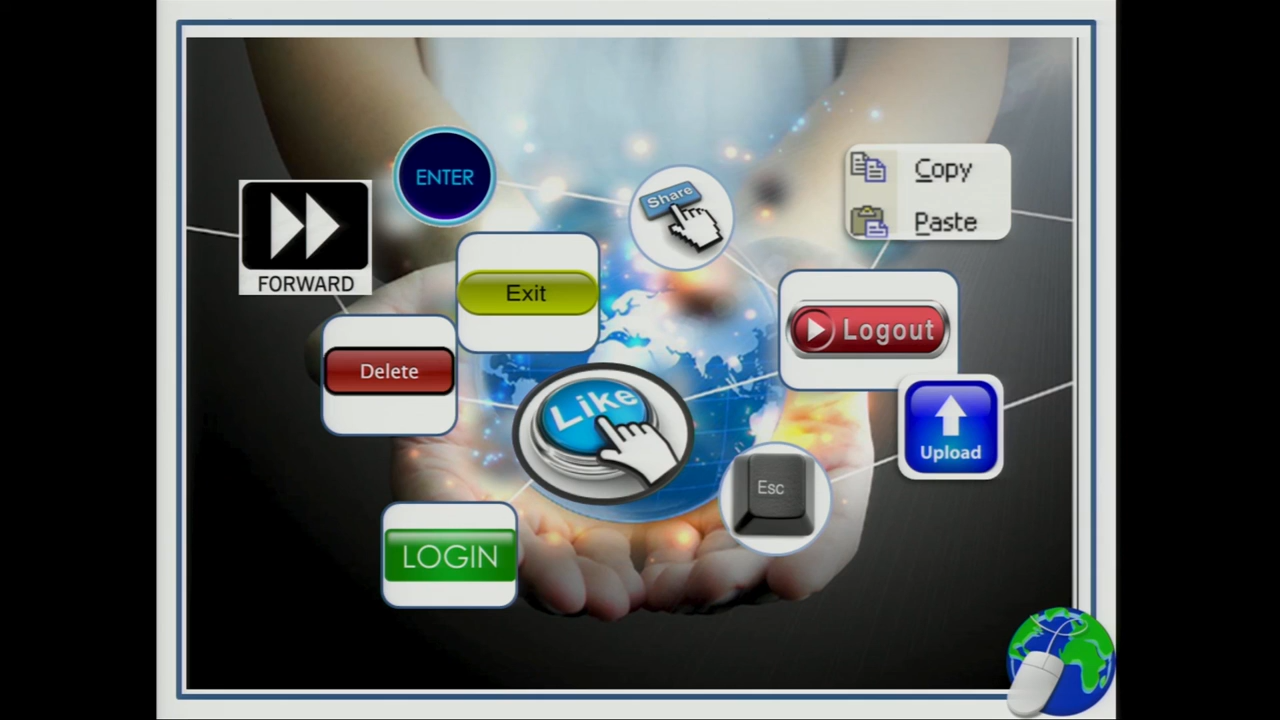 ENTER
FORWARD
Share
Copy
Paste
Exit
Logout
Delete
Like
Upload
Esc
LOGIN